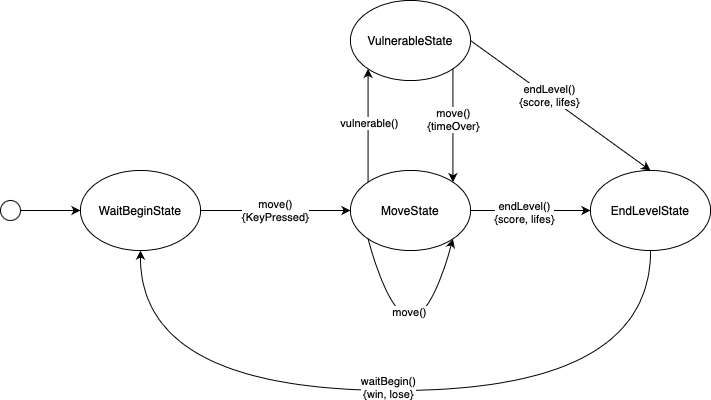 VulnerableState
endLevel()
{score, lifes}
vulnerable()
move()
{timeOver}
WaitBeginState
move()
{KeyPressed}
MoveState
endLevel()
{score, lifes}
EndLevelState
move()
waitBegin()
{win, lose}